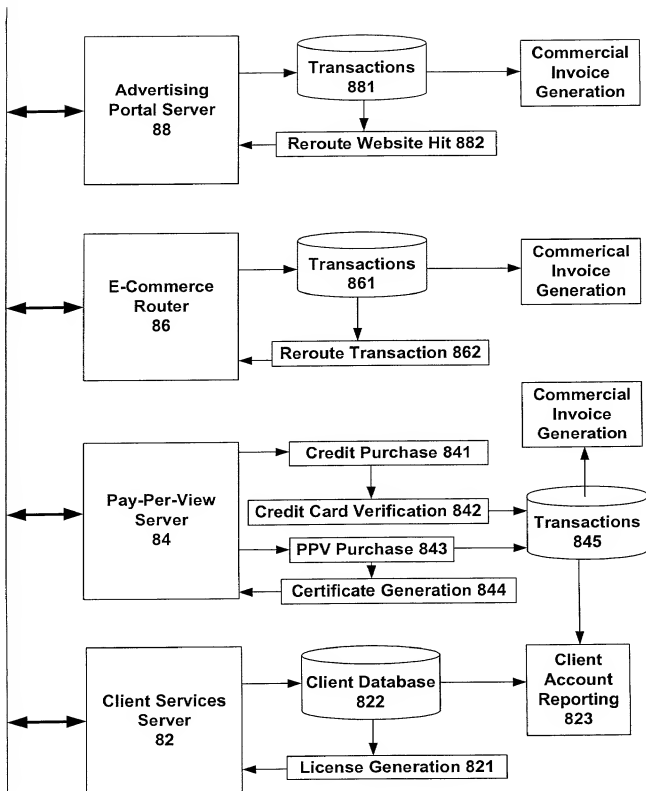 Advertising
Portal Server
88
Transactions
881
Commercial
Invoice
Generation
Reroute Website Hit 882
E-Commerce
Router
86
Transactions
861
Commerical
Invoice
Generation
Reroute Transaction 862
Commercial
Invoice
Generation
Pay-Per-View
Server
84
Credit Purchase 841
Credit Card Verification 842
PPV Purchase 843
Certificate Generation 844
Transactions
845
Client Services
Server
82
Client Database
822
Client
Account
Reporting
823
License Generation 821